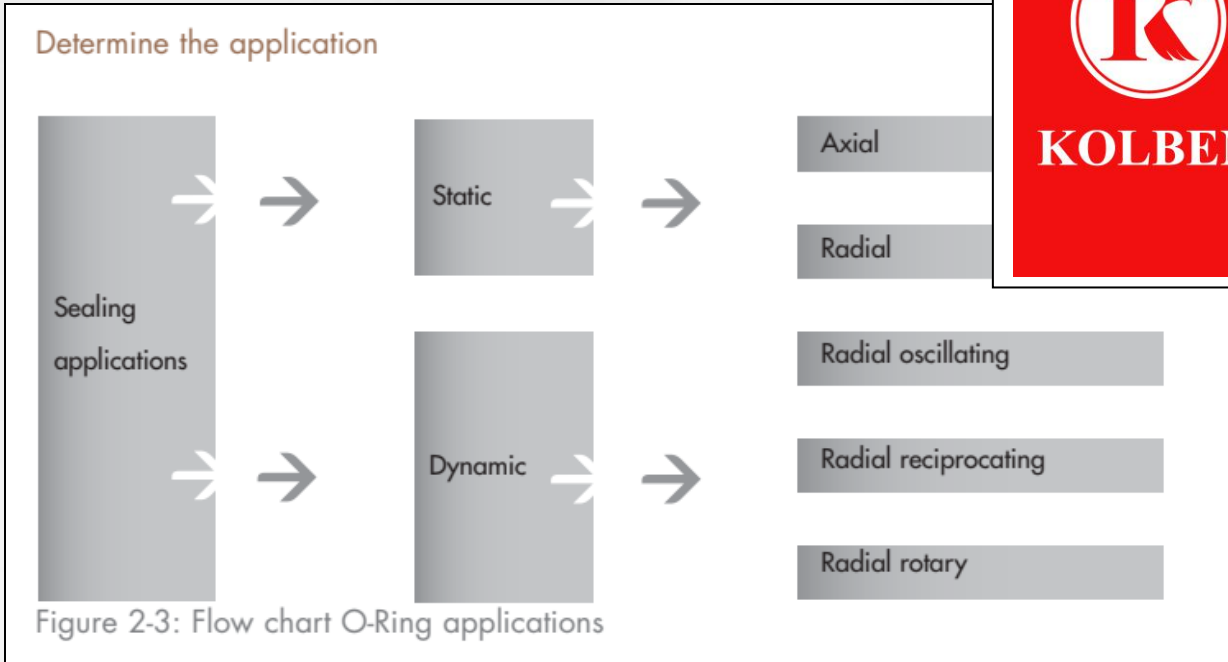 Determine the application
K
KOLBEN
Axial
Static
Radial
Sealing
applications
Radial oscillating
Dynamic
Radial reciprocating
Radial rotary
Figure 2-3: Flow chart O-Ring applications